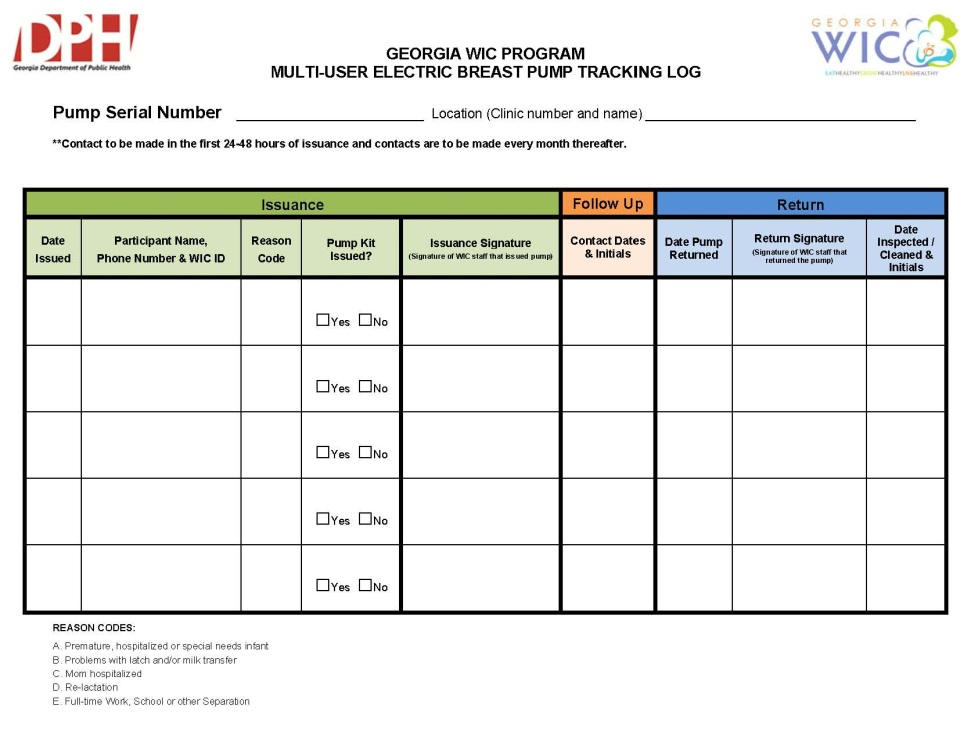 DPH
Georgia Department of Public Health
GEORGIA
WIC
EATHEALTHYGROWHEALTHYLIVEHEALTHY
GEORGIA WIC PROGRAM
MULTI-USER ELECTRIC BREAST PUMP TRACKING LOG
Pump Serial Number Location (Clinic number and name)
**Contact to be made in the first 24-48 hours of issuance and contacts are to be made every month thereafter.
Issuance Follow Up Return
Date
Issued
Participant Name,
Phone Number & WIC ID
Reason
Code
Pump Kit
Issued?
Issuance Signature
(Signature of WIC staff that issued pump)
Contact Dates
& Initials
Date Pump
Returned
Return Signature
(Signature of WIC staff that
returned the pump)
Date
Inspected /
Cleaned &
Initials
☐Yes ☐No
☐Yes ☐No
☐Yes ☐No
☐Yes ☐No
☐Yes ☐No
REASON CODES:
A. Premature, hospitalized or special needs infant
B. Problems with latch and/or milk transfer
C. Mom hospitalized
D. Re-lactation
E. Full-time Work, School or other Separation